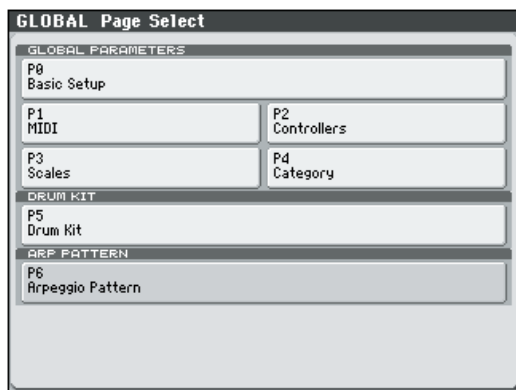 GLOBAL Page Select
GLOBAL PARAMETERS
P0
Basic Setup
P1
MIDI
P2
Controllers
P3
Scales
P4
Category
DRUM KIT
P5
Drum Kit
ARP PATTERN
P6
Arpeggio Pattern